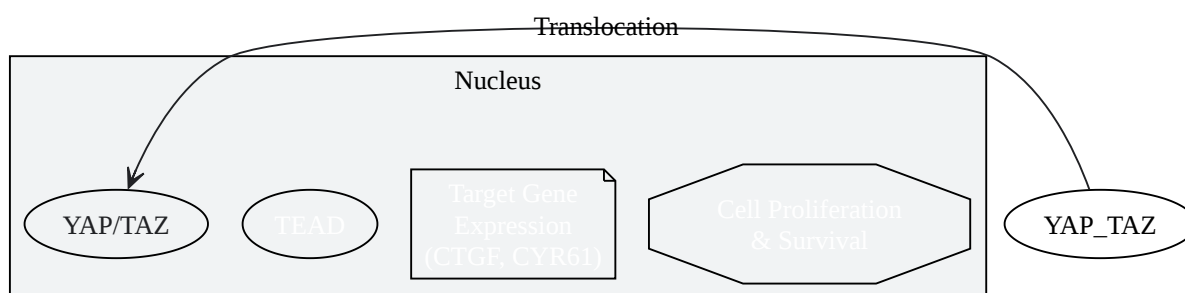 Translocation
Nucleus
YAP/TAZ
TEAD
Target Gene
Expression
(CTGF, CYR61)
Cell Proliferation
& Survival
YAP_TAZ